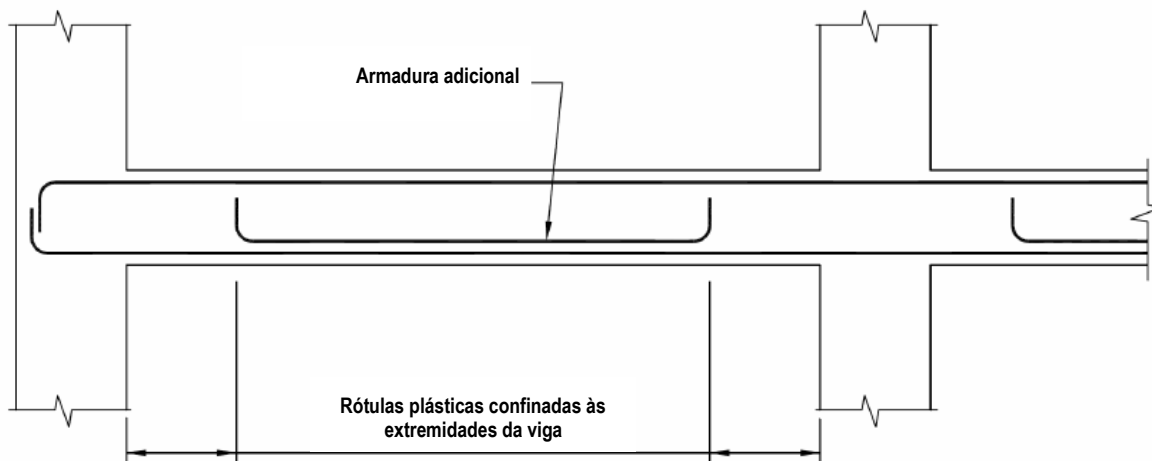 Armadura adicional
Rótulas plásticas confinadas às
extremidades da viga